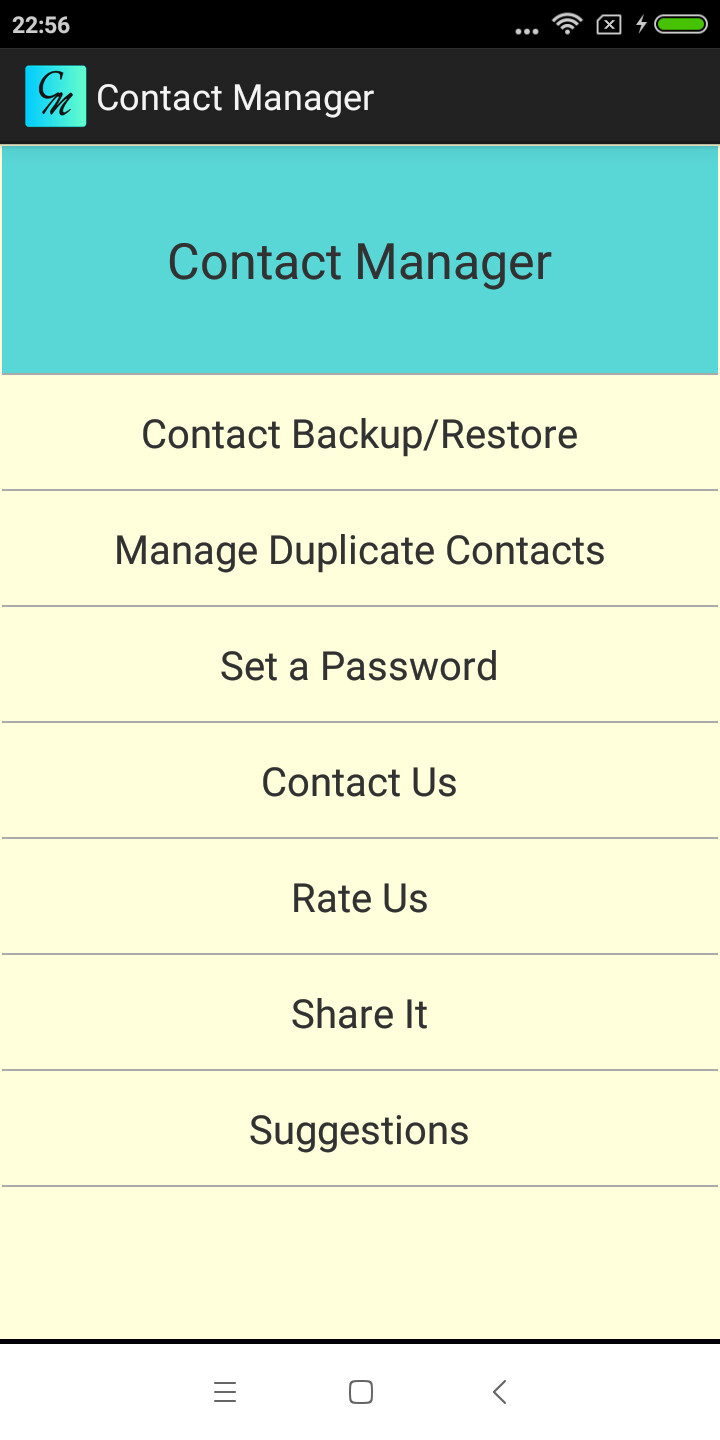 22:56
CM Contact Manager
Contact Manager
Contact Backup/Restore
Manage Duplicate Contacts
Set a Password
Contact Us
Rate Us
Share It
Suggestions